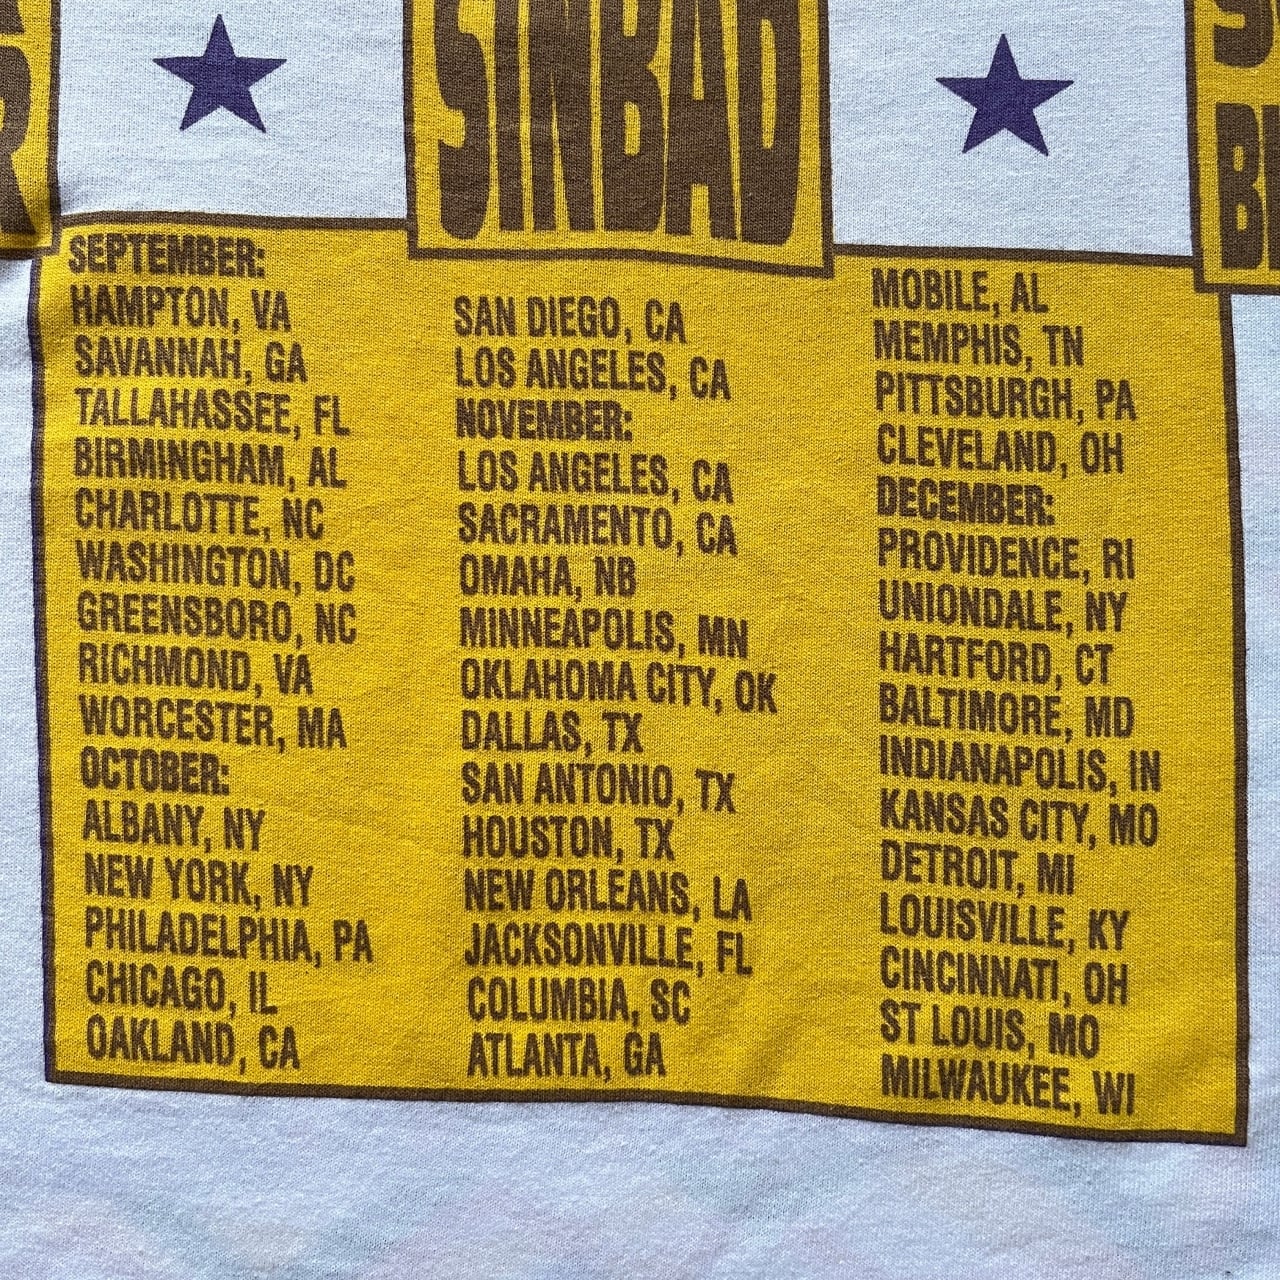 SINBAD
SEPTEMBER:
HAMPTON, VA
SAVANNAH, GA
TALLAHASSEE, FL
BIRMINGHAM, AL
CHARLOTTE, NC
WASHINGTON, DC
GREENSBORO, NC
RICHMOND, VA
WORCESTER, MA
OCTOBER:
ALBANY, NY
NEW YORK, NY
PHILADELPHIA, PA
CHICAGO, IL
OAKLAND, CA
SAN DIEGO, CA
LOS ANGELES, CA
NOVEMBER:
LOS ANGELES, CA
SACRAMENTO, CA
OMAHA, NB
MINNEAPOLIS, MN
OKLAHOMA CITY, OK
DALLAS, TX
SAN ANTONIO, TX
HOUSTON, TX
NEW ORLEANS, LA
JACKSONVILLE, FL
COLUMBIA, SC
ATLANTA, GA
MOBILE, AL
MEMPHIS, TN
PITTSBURGH, PA
CLEVELAND, OH
DECEMBER:
PROVIDENCE, RI
UNIONDALE, NY
HARTFORD, CT
BALTIMORE, MD
INDIANAPOLIS, IN
KANSAS CITY, MO
DETROIT, MI
LOUISVILLE, KY
CINCINNATI, OH
ST LOUIS, MO
MILWAUKEE, WI